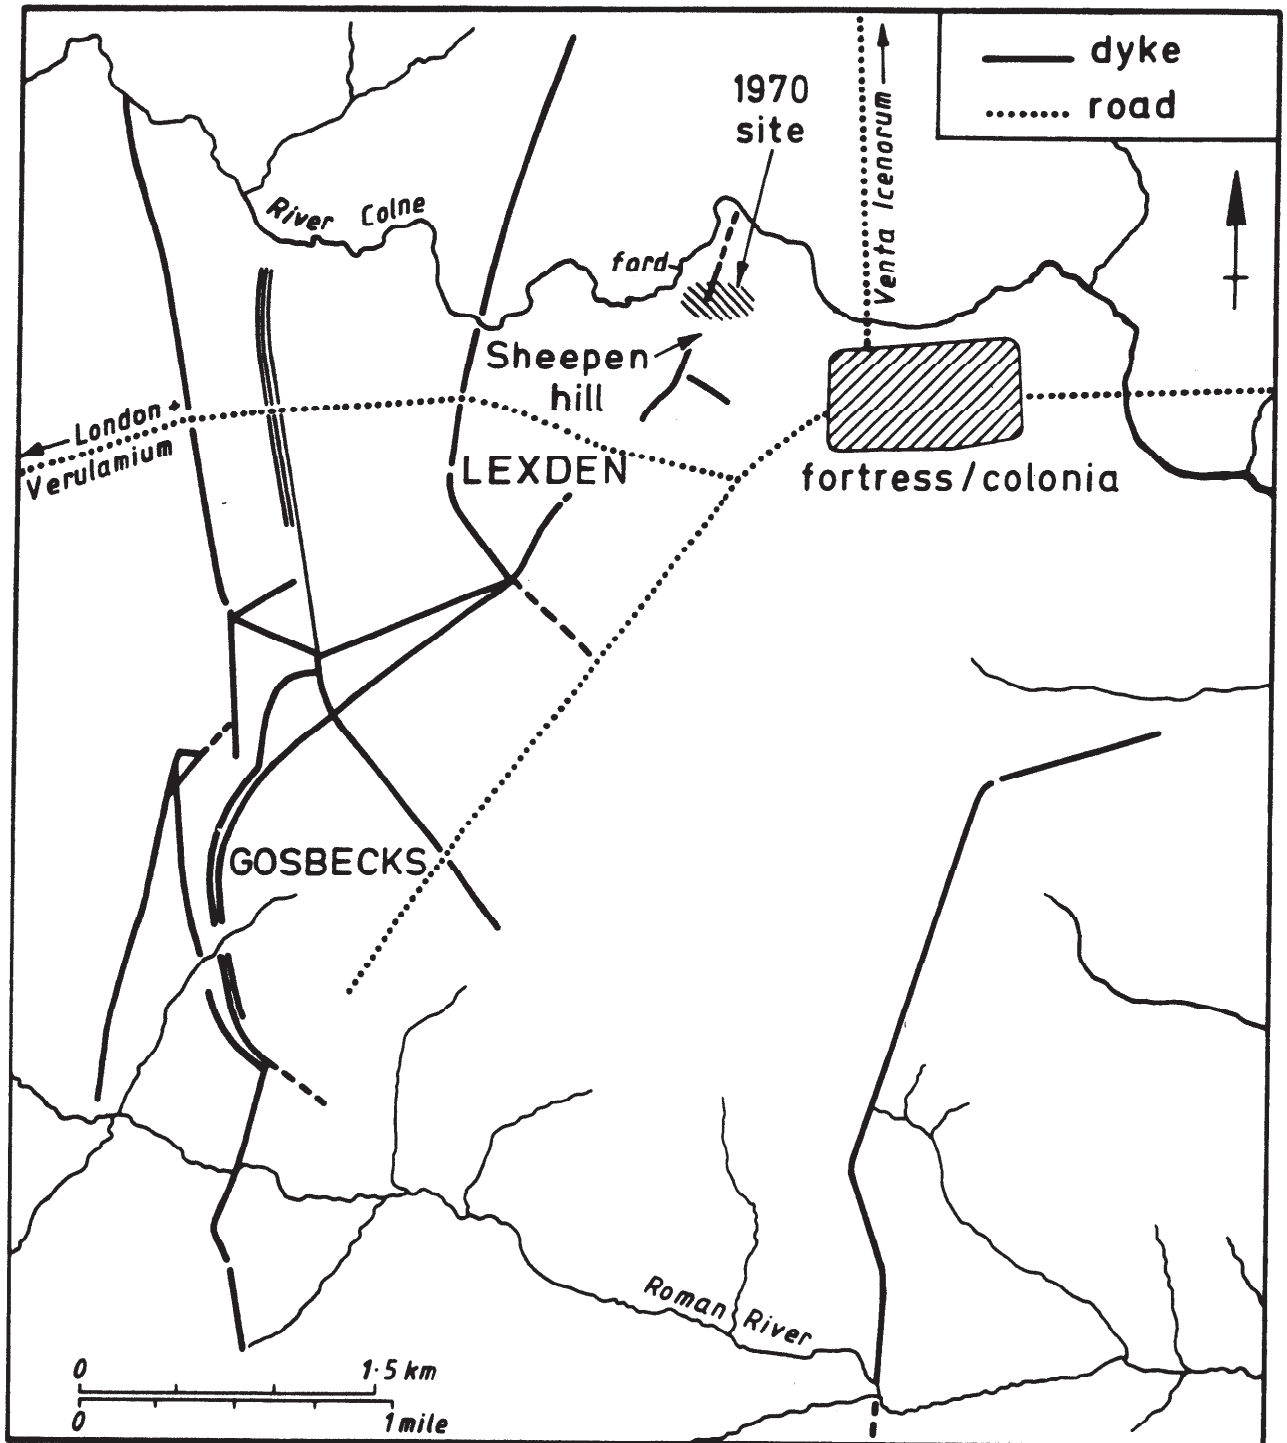 dyke
road
1970
site
Venta Icenorum
River Colne
ford
Sheepen
hill
London +
Verulamium
LEXDEN
fortress/colonia
GOSBECKS
Roman River
0 1·5 km
0 1 mile